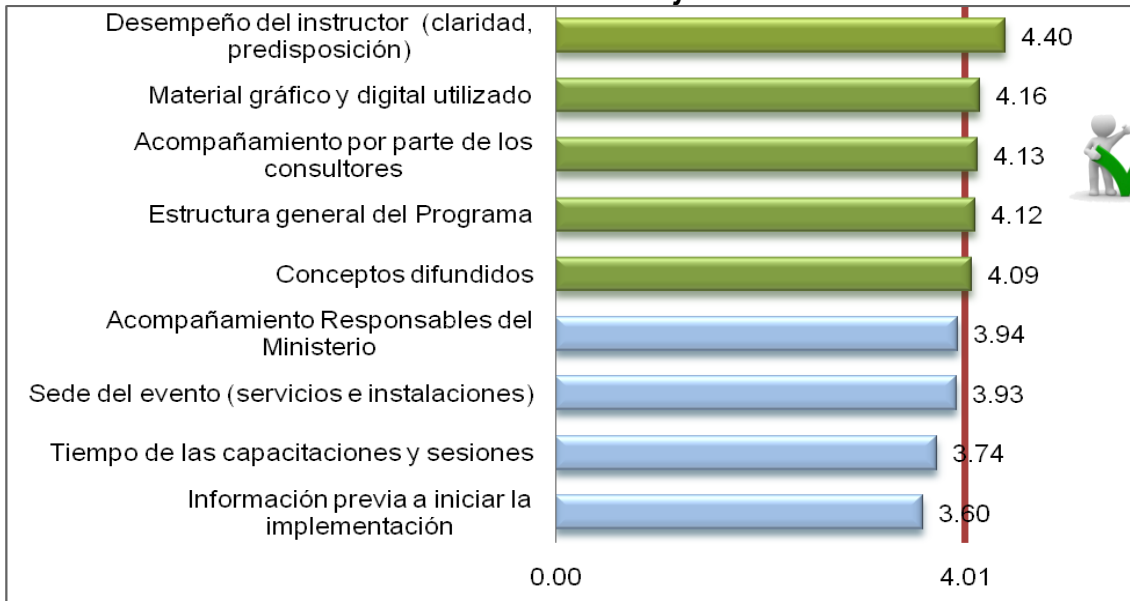 Desempeño del instructor (claridad,
predisposición)
4.40
Material gráfico y digital utilizado
4.16
Acompañamiento por parte de los
consultores
4.13
Estructura general del Programa
4.12
Conceptos difundidos
4.09
Acompañamiento Responsables del
Ministerio
3.94
Sede del evento (servicios e instalaciones)
3.93
Tiempo de las capacitaciones y sesiones
3.74
Información previa a iniciar la
implementación
3.60
0.00
4.01